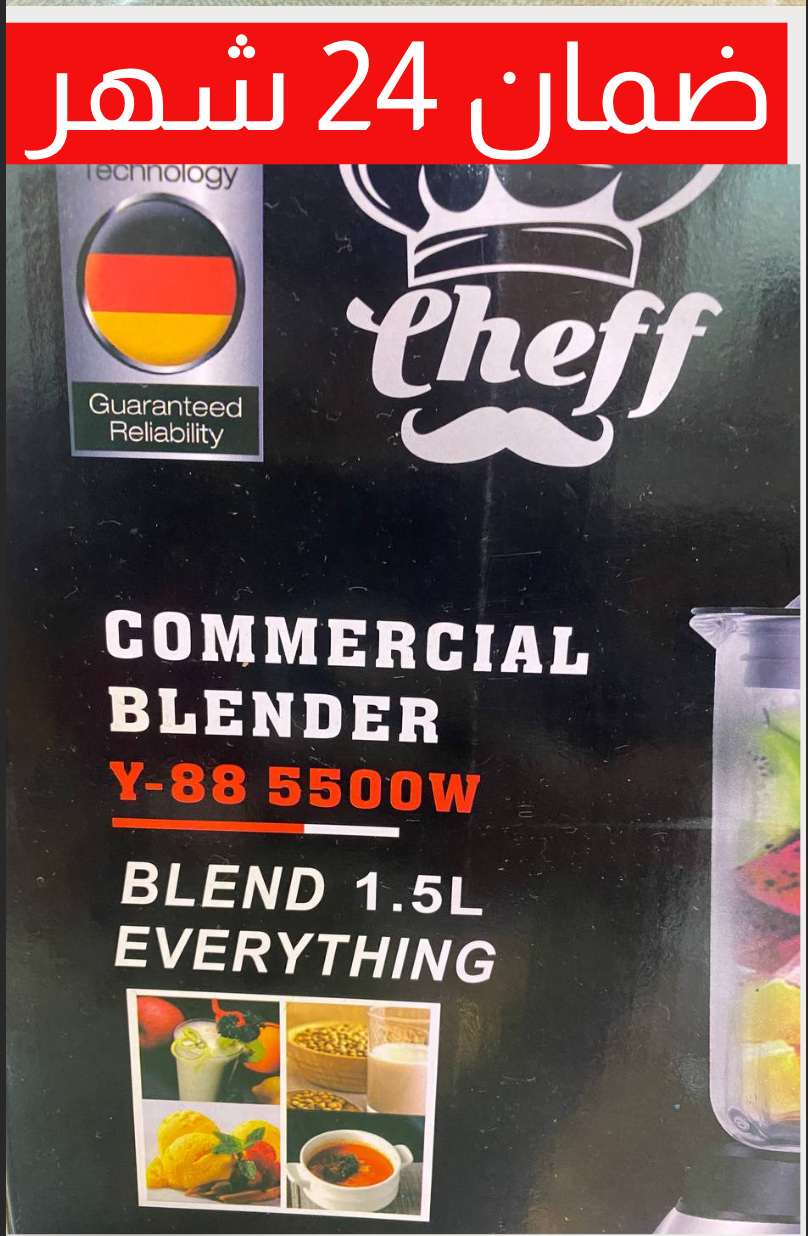 ضمان 24 شهر
Technology
Guaranteed
Reliability
Cheff
COMMERCIAL
BLENDER
Y-88 5500W
BLEND 1.5L
EVERYTHING